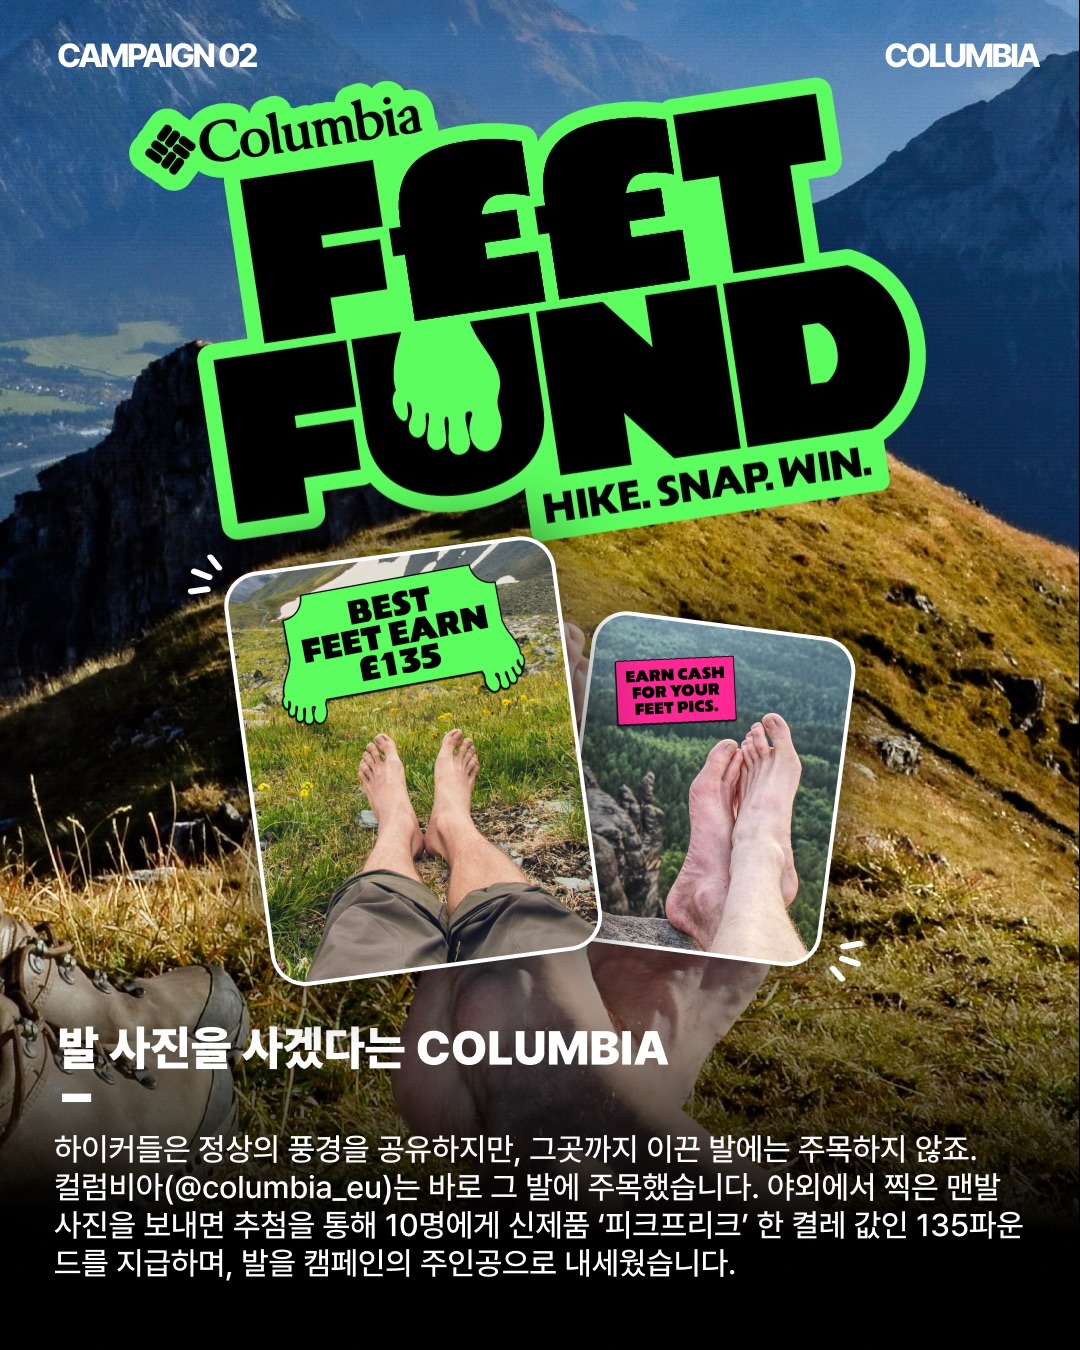 CAMPAIGN 02
COLUMBIA
Columbia
F££T
FUND
HIKE. SNAP. WIN.
BEST
FEET EARN
£135
EARN CASH
FOR YOUR
FEET PICS.
발 사진을 사겠다는 COLUMBIA
하이커들은 정상의 풍경을 공유하지만, 그곳까지 이끈 발에는 주목하지 않죠.
컬럼비아(@columbia_eu)는 바로 그 발에 주목했습니다. 야외에서 찍은 맨발
사진을 보내면 추첨을 통해 10명에게 신제품 ‘피크프리크’ 한 켤레 값인 135파운
드를 지급하며, 발을 캠페인의 주인공으로 내세웠습니다.